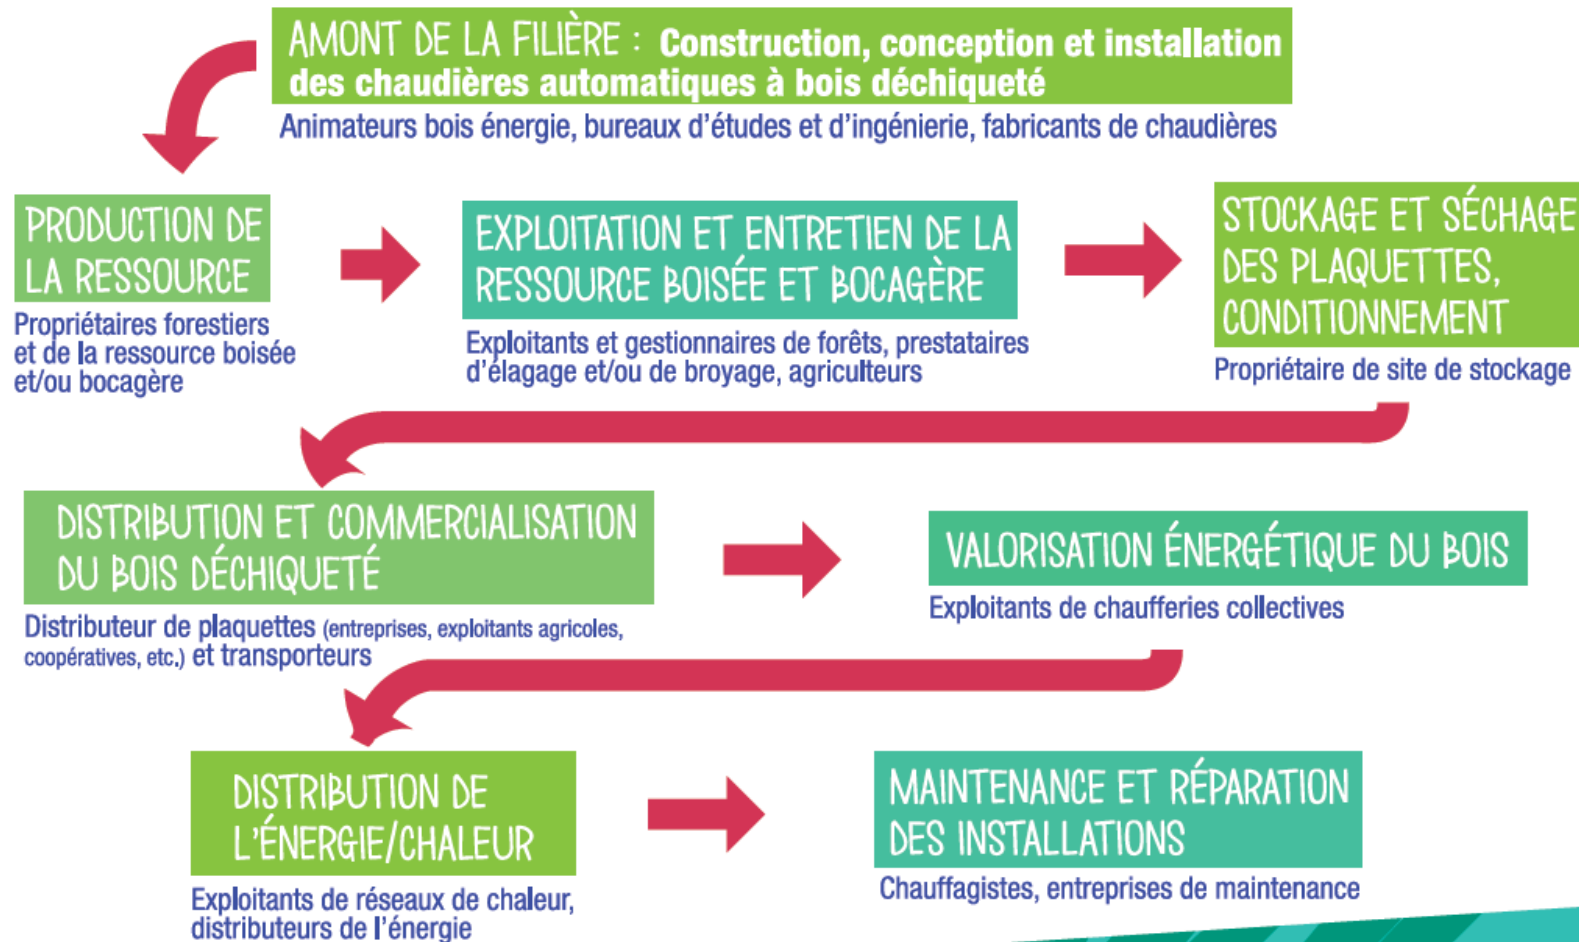 AMONT DE LA FILIÈRE : Construction, conception et installation
des chaudières automatiques à bois déchiqueté
Animateurs bois énergie, bureaux d'études et d'ingénierie, fabricants de chaudières
PRODUCTION DE
LA RESSOURCE
Propriétaires forestiers
et de la ressource boisée
et/ou bocagère
EXPLOITATION ET ENTRETIEN DE LA
RESSOURCE BOISÉE ET BOCAGÈRE
Exploitants et gestionnaires de forêts, prestataires
d'élagage et/ou de broyage, agriculteurs
STOCKAGE ET SÉCHAGE
DES PLAQUETTES,
CONDITIONNEMENT
Propriétaire de site de stockage
DISTRIBUTION ET COMMERCIALISATION
DU BOIS DÉCHIQUETÉ
Distributeur de plaquettes (entreprises, exploitants agricoles,
coopératives, etc.) et transporteurs
VALORISATION ÉNERGÉTIQUE DU BOIS
Exploitants de chaufferies collectives
DISTRIBUTION DE
L'ÉNERGIE/CHALEUR
Exploitants de réseaux de chaleur,
distributeurs de l'énergie
MAINTENANCE ET RÉPARATION
DES INSTALLATIONS
Chauffagistes, entreprises de maintenance